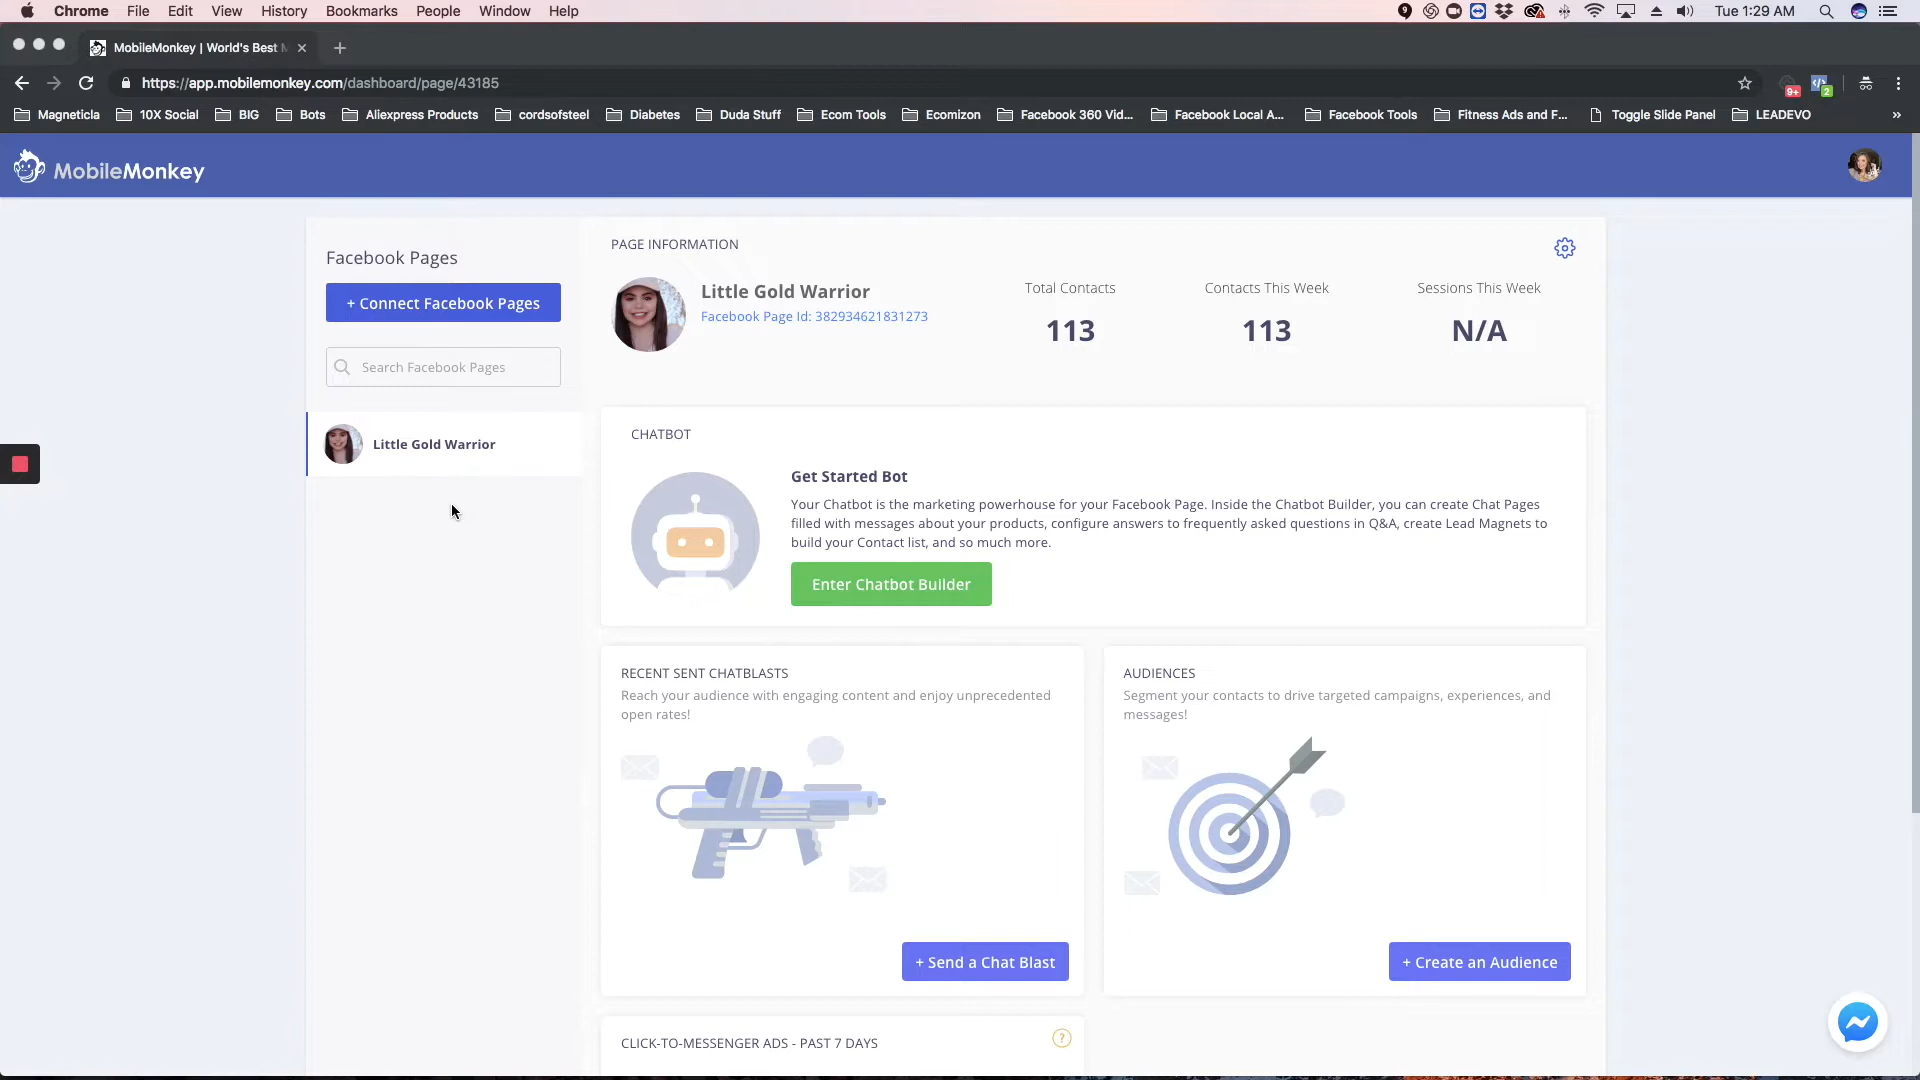 Chrome File Edit View History Bookmarks People Window Help
9 Tue 1:29 AM
MobileMonkey | World's Best M
https://app.mobilemonkey.com/dashboard/page/43185
9+ 2
Magneticla 10X Social BIG Bots Aliexpress Products cordsofsteel Diabetes Duda Stuff Ecom Tools Ecomizon Facebook 360 Vid... Facebook Local A... Facebook Tools Fitness Ads and F... Toggle Slide Panel LEADEVO »
MobileMonkey
Facebook Pages
+ Connect Facebook Pages
Search Facebook Pages
Little Gold Warrior
PAGE INFORMATION
Little Gold Warrior
Facebook Page Id: 382934621831273
Total Contacts
113
Contacts This Week
113
Sessions This Week
N/A
CHATBOT
Get Started Bot
Your Chatbot is the marketing powerhouse for your Facebook Page. Inside the Chatbot Builder, you can create Chat Pages
filled with messages about your products, configure answers to frequently asked questions in Q&A, create Lead Magnets to
build your Contact list, and so much more.
Enter Chatbot Builder
RECENT SENT CHATBLASTS
Reach your audience with engaging content and enjoy unprecedented
open rates!
+ Send a Chat Blast
AUDIENCES
Segment your contacts to drive targeted campaigns, experiences, and
messages!
+ Create an Audience
CLICK-TO-MESSENGER ADS - PAST 7 DAYS
?